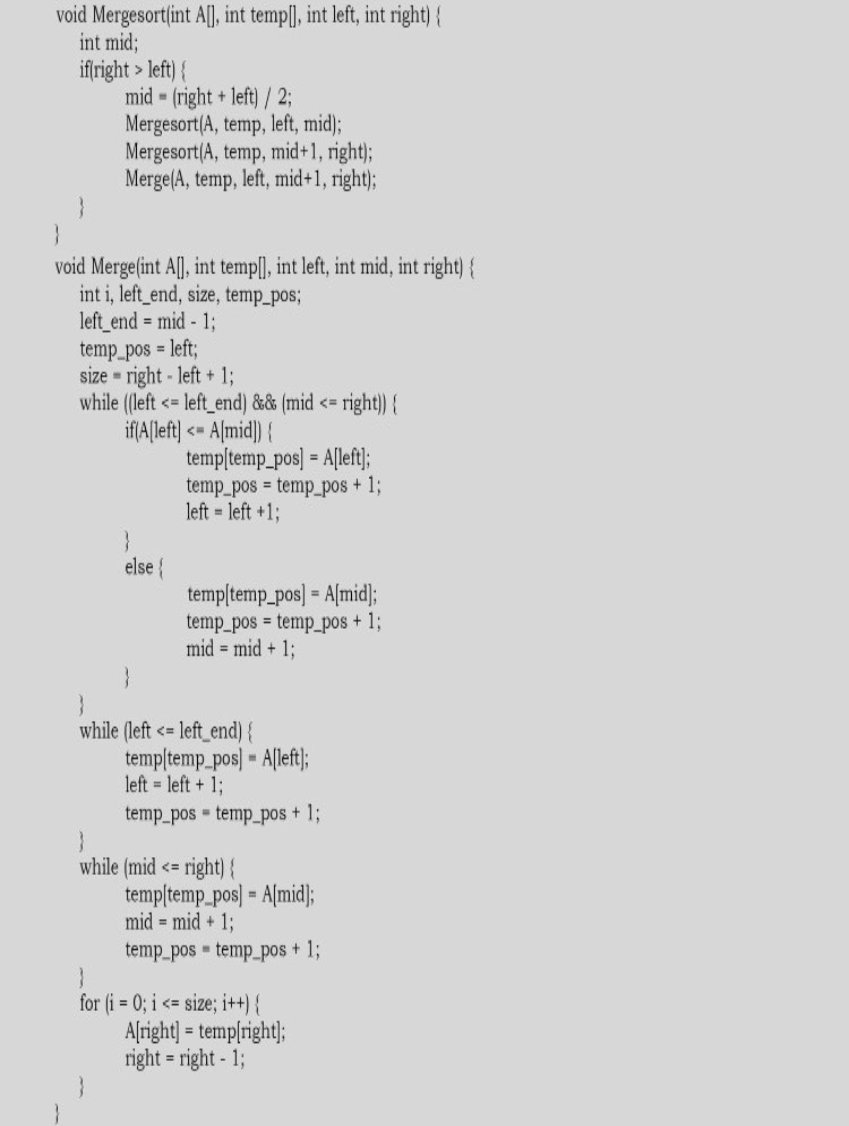 void Mergesort(int A[], int temp[], int left, int right) {
int mid;
if(right > left) {
mid = (right + left) / 2;
Mergesort(A, temp, left, mid);
Mergesort(A, temp, mid+1, right);
Merge(A, temp, left, mid+1, right);
}
}
void Merge(int A[], int temp[], int left, int mid, int right) {
int i, left_end, size, temp_pos;
left_end = mid - 1;
temp_pos = left;
size = right - left + 1;
while ((left <= left_end) && (mid <= right)) {
if(A[left] <= A[mid]) {
temp[temp_pos] = A[left];
temp_pos = temp_pos + 1;
left = left +1;
}
else {
temp[temp_pos] = A[mid];
temp_pos = temp_pos + 1;
mid = mid + 1;
}
}
while (left <= left_end) {
temp[temp_pos] = A[left];
left = left + 1;
temp_pos = temp_pos + 1;
}
while (mid <= right) {
temp[temp_pos] = A[mid];
mid = mid + 1;
temp_pos = temp_pos + 1;
}
for (i = 0; i <= size; i++) {
A[right] = temp[right];
right = right - 1;
}
}